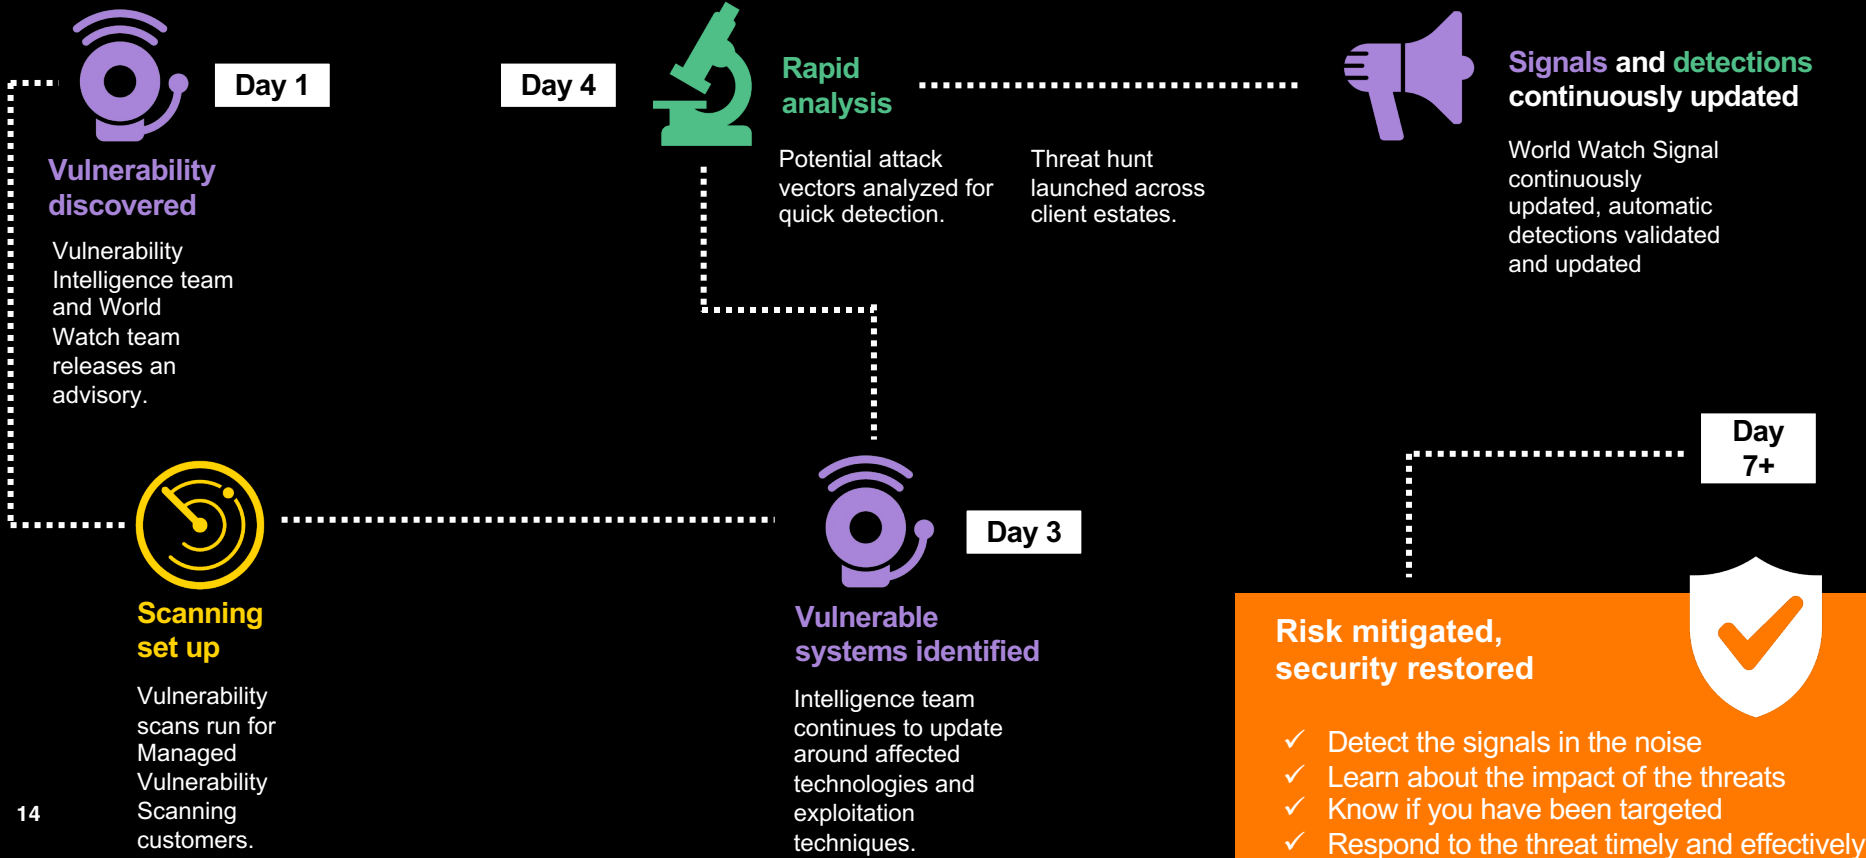 Day 1
Vulnerability
discovered
Vulnerability
Intelligence team
and World
Watch team
releases an
advisory.
Scanning
set up
Vulnerability
scans run for
Managed
Vulnerability
Scanning
customers.
Day 3
Vulnerable
systems identified
Intelligence team
continues to update
around affected
technologies and
exploitation
techniques.
Day 4
Rapid
analysis
Potential attack
vectors analyzed for
quick detection.
Threat hunt
launched across
client estates.
Signals and detections
continuously updated
World Watch Signal
continuously
updated, automatic
detections validated
and updated
Day
7+
Risk mitigated,
security restored
✓ Detect the signals in the noise
✓ Learn about the impact of the threats
✓ Know if you have been targeted
✓ Respond to the threat timely and effectively
14